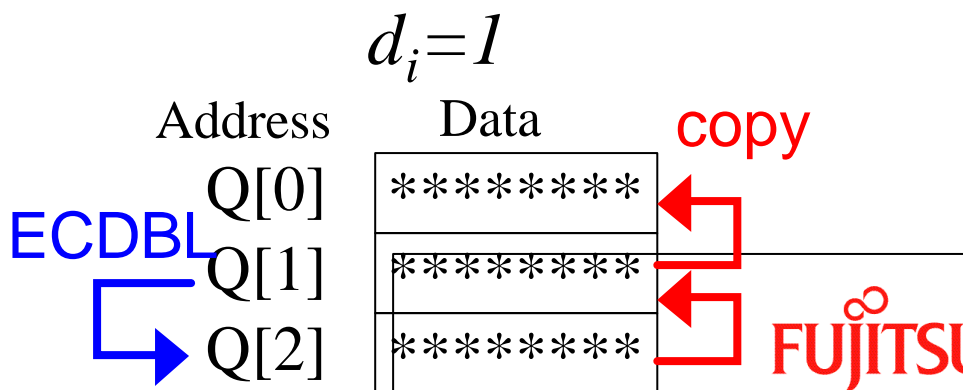 d_i=1
Address Data copy
Q[0] ********
ECDBL
Q[1] ********
Q[2] ********
FUJITSU